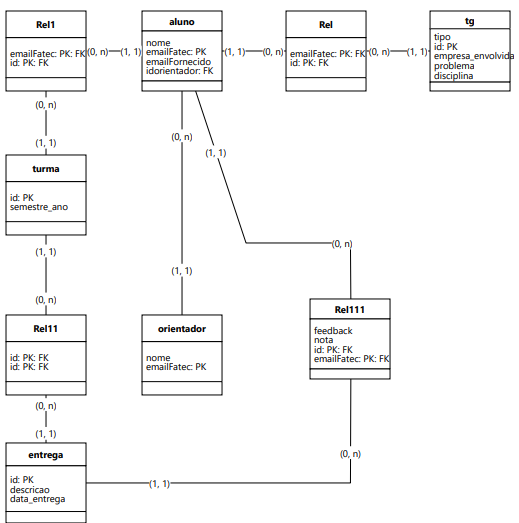 Rel1
emailFatec: PK: FK
id: PK: FK
(0, n)
(1, 1)
aluno
nome
emailFatec: PK
emailFornecido
idorientador: FK
(1, 1)
(0, n)
Rel
emailFatec: PK: FK
id: PK: FK
(0, n)
(1, 1)
tg
tipo
id: PK
empresa_envolvida
problema
disciplina
(0, n)
(1, 1)
turma
id: PK
semestre_ano
(0, n)
(1, 1)
(1, 1)
(0, n)
(1, 1)
(0, n)
Rel11
id: PK: FK
id: PK: FK
orientador
nome
emailFatec: PK
Rel111
feedback
nota
id: PK: FK
emailFatec: PK: FK
(0, n)
(1, 1)
entrega
id: PK
descricao
data_entrega
(1, 1)
(0, n)